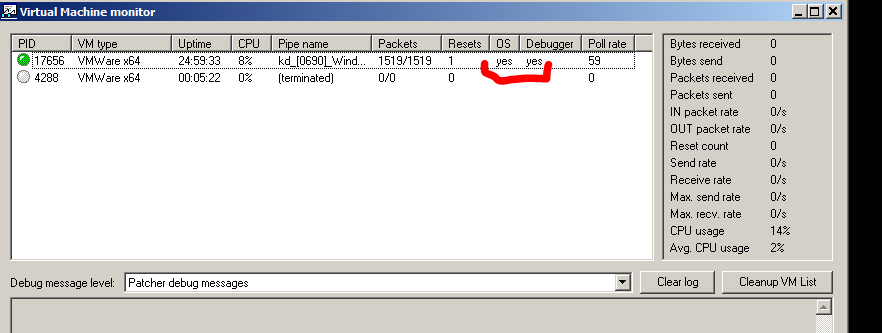 Virtual Machine monitor
PID VM type Uptime CPU Pipe name Packets Resets OS Debugger Poll rate
17656 VMWare x64 24:59:33 8% kd_[0690]_Wind... 1519/1519 1 yes yes 59
4288 VMWare x64 00:05:22 0% (terminated) 0/0 0 0
Bytes received 0
Bytes send 0
Packets received 0
Packets sent 0
IN packet rate 0/s
OUT packet rate 0/s
Reset count 0
Send rate 0/s
Receive rate 0/s
Max. send rate 0/s
Max. recv. rate 0/s
CPU usage 14%
Avg. CPU usage 2%
Debug message level: Patcher debug messages Clear log Cleanup VM List